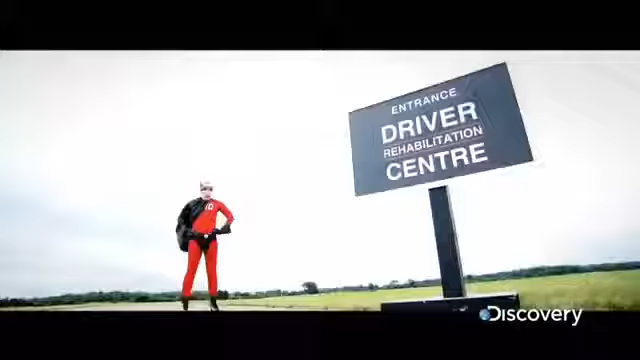 ENTRANCE
DRIVER
REHABILITATION
CENTRE
Discovery